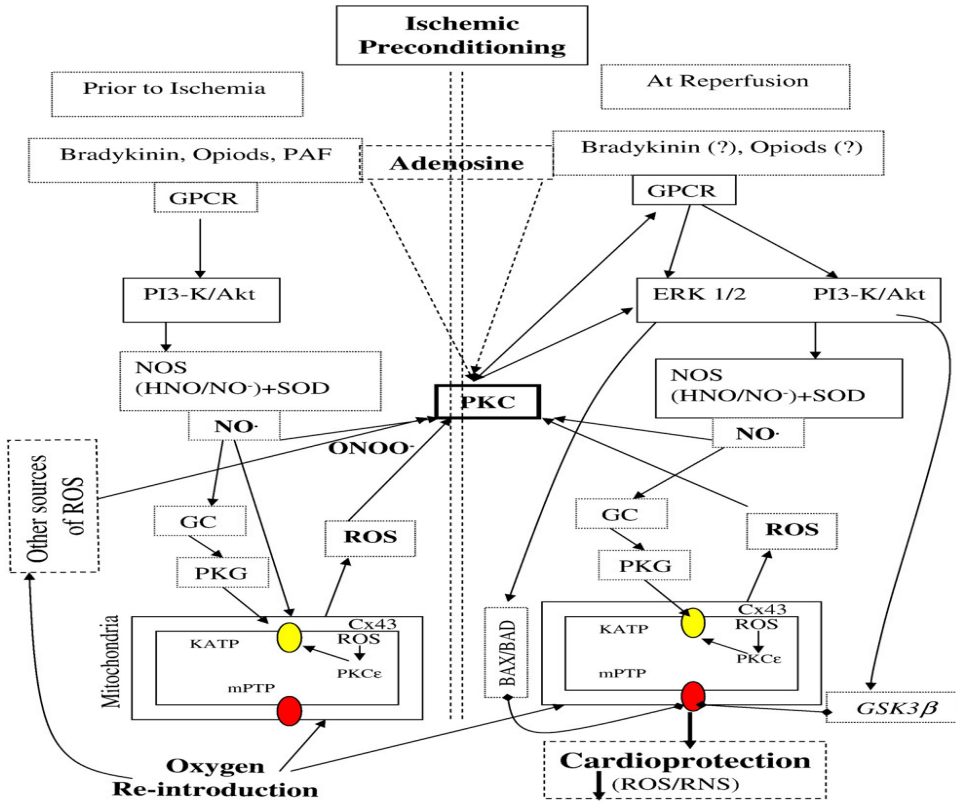 Ischemic
Preconditioning
Prior to Ischemia
At Reperfusion
Bradykinin, Opiods, PAF
Adenosine
Bradykinin (?), Opiods (?)
GPCR
GPCR
PI3-K/Akt
ERK 1/2
PI3-K/Akt
NOS
(HNO/NO-)+SOD
NO·
PKC
NOS
(HNO/NO-)+SOD
NO·
ONOO-
Other sources
of ROS
GC
PKG
ROS
GC
PKG
ROS
Mitochondria
Cx43
KATP
ROS
PKCε
mPTP
BAX/BAD
Cx43
KATP
ROS
PKCε
mPTP
GSK3β
Oxygen
Re-introduction
Cardioprotection
(ROS/RNS)